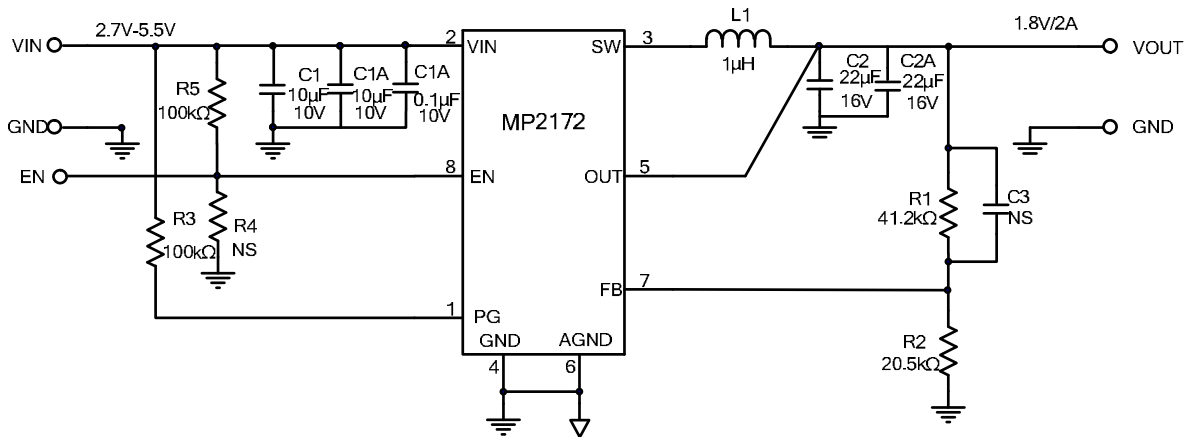 2.7V-5.5V
VIN
R5
100kΩ
C1
10µF
10V
C1A
10µF
10V
C1A
0.1µF
10V
GND
EN
R3
100kΩ
R4
NS
2
VIN
8
EN
1
PG
MP2172
GND
4
AGND
6
SW
3
OUT
5
FB
7
L1
1µH
C2
22µF
16V
C2A
22µF
16V
1.8V/2A
VOUT
GND
R1
41.2kΩ
C3
NS
R2
20.5kΩ